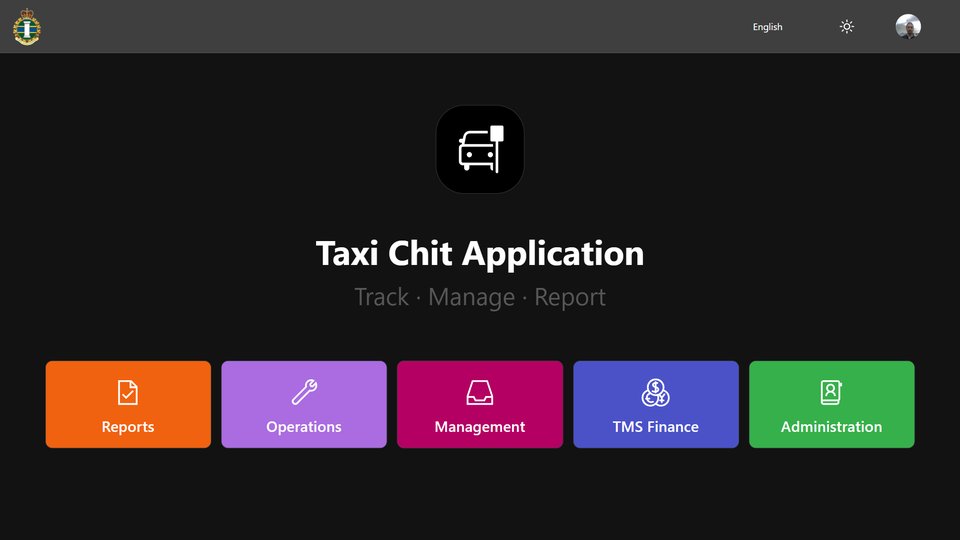 English
Taxi Chit Application
Track · Manage · Report
Reports
Operations
Management
TMS Finance
Administration